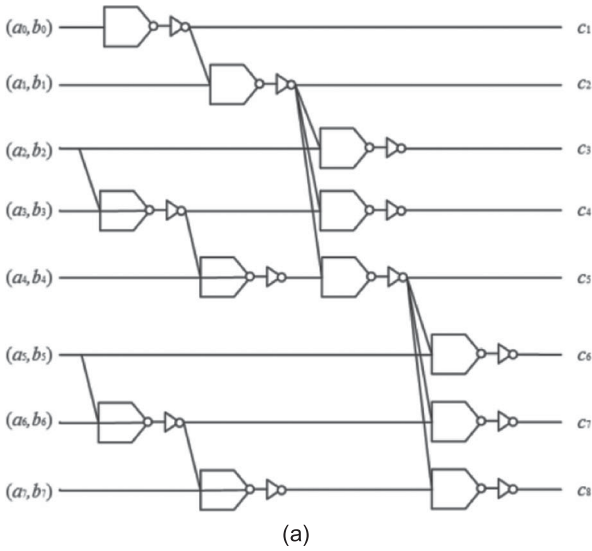 (a₀,b₀) c₁
(a₁,b₁) c₂
(a₂,b₂) c₃
(a₃,b₃) c₄
(a₄,b₄) c₅
(a₅,b₅) c₆
(a₆,b₆) c₇
(a₇,b₇) c₈
(a)